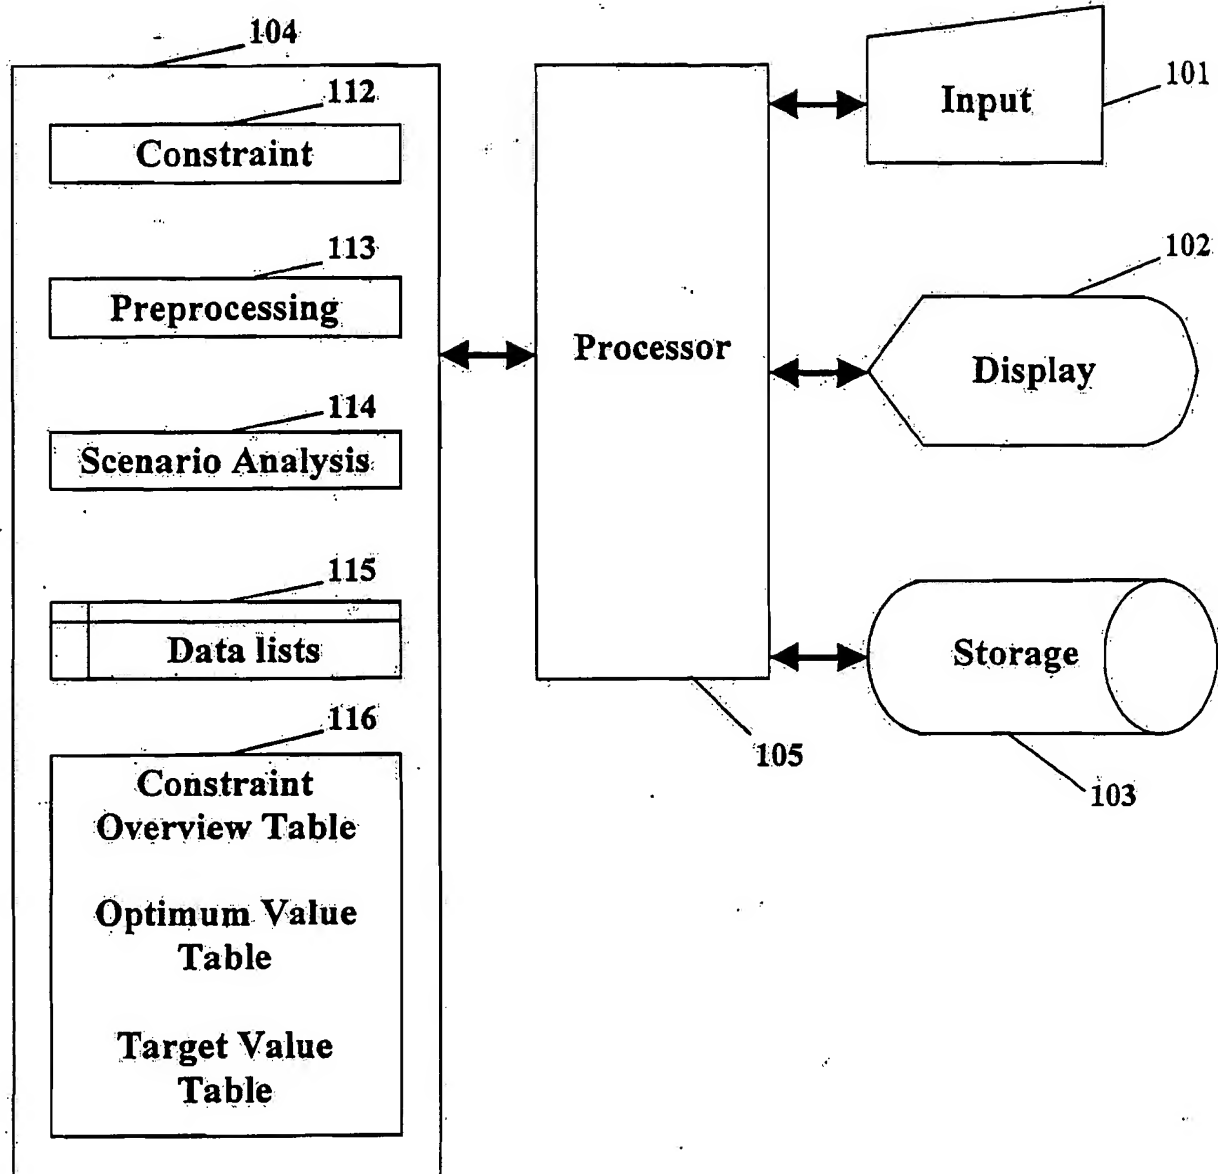 104
112
Constraint
113
Preprocessing
114
Scenario Analysis
115
Data lists
116
Constraint
Overview Table
Optimum Value
Table
Target Value
Table
Processor
105
Input
101
102
Display
Storage
103